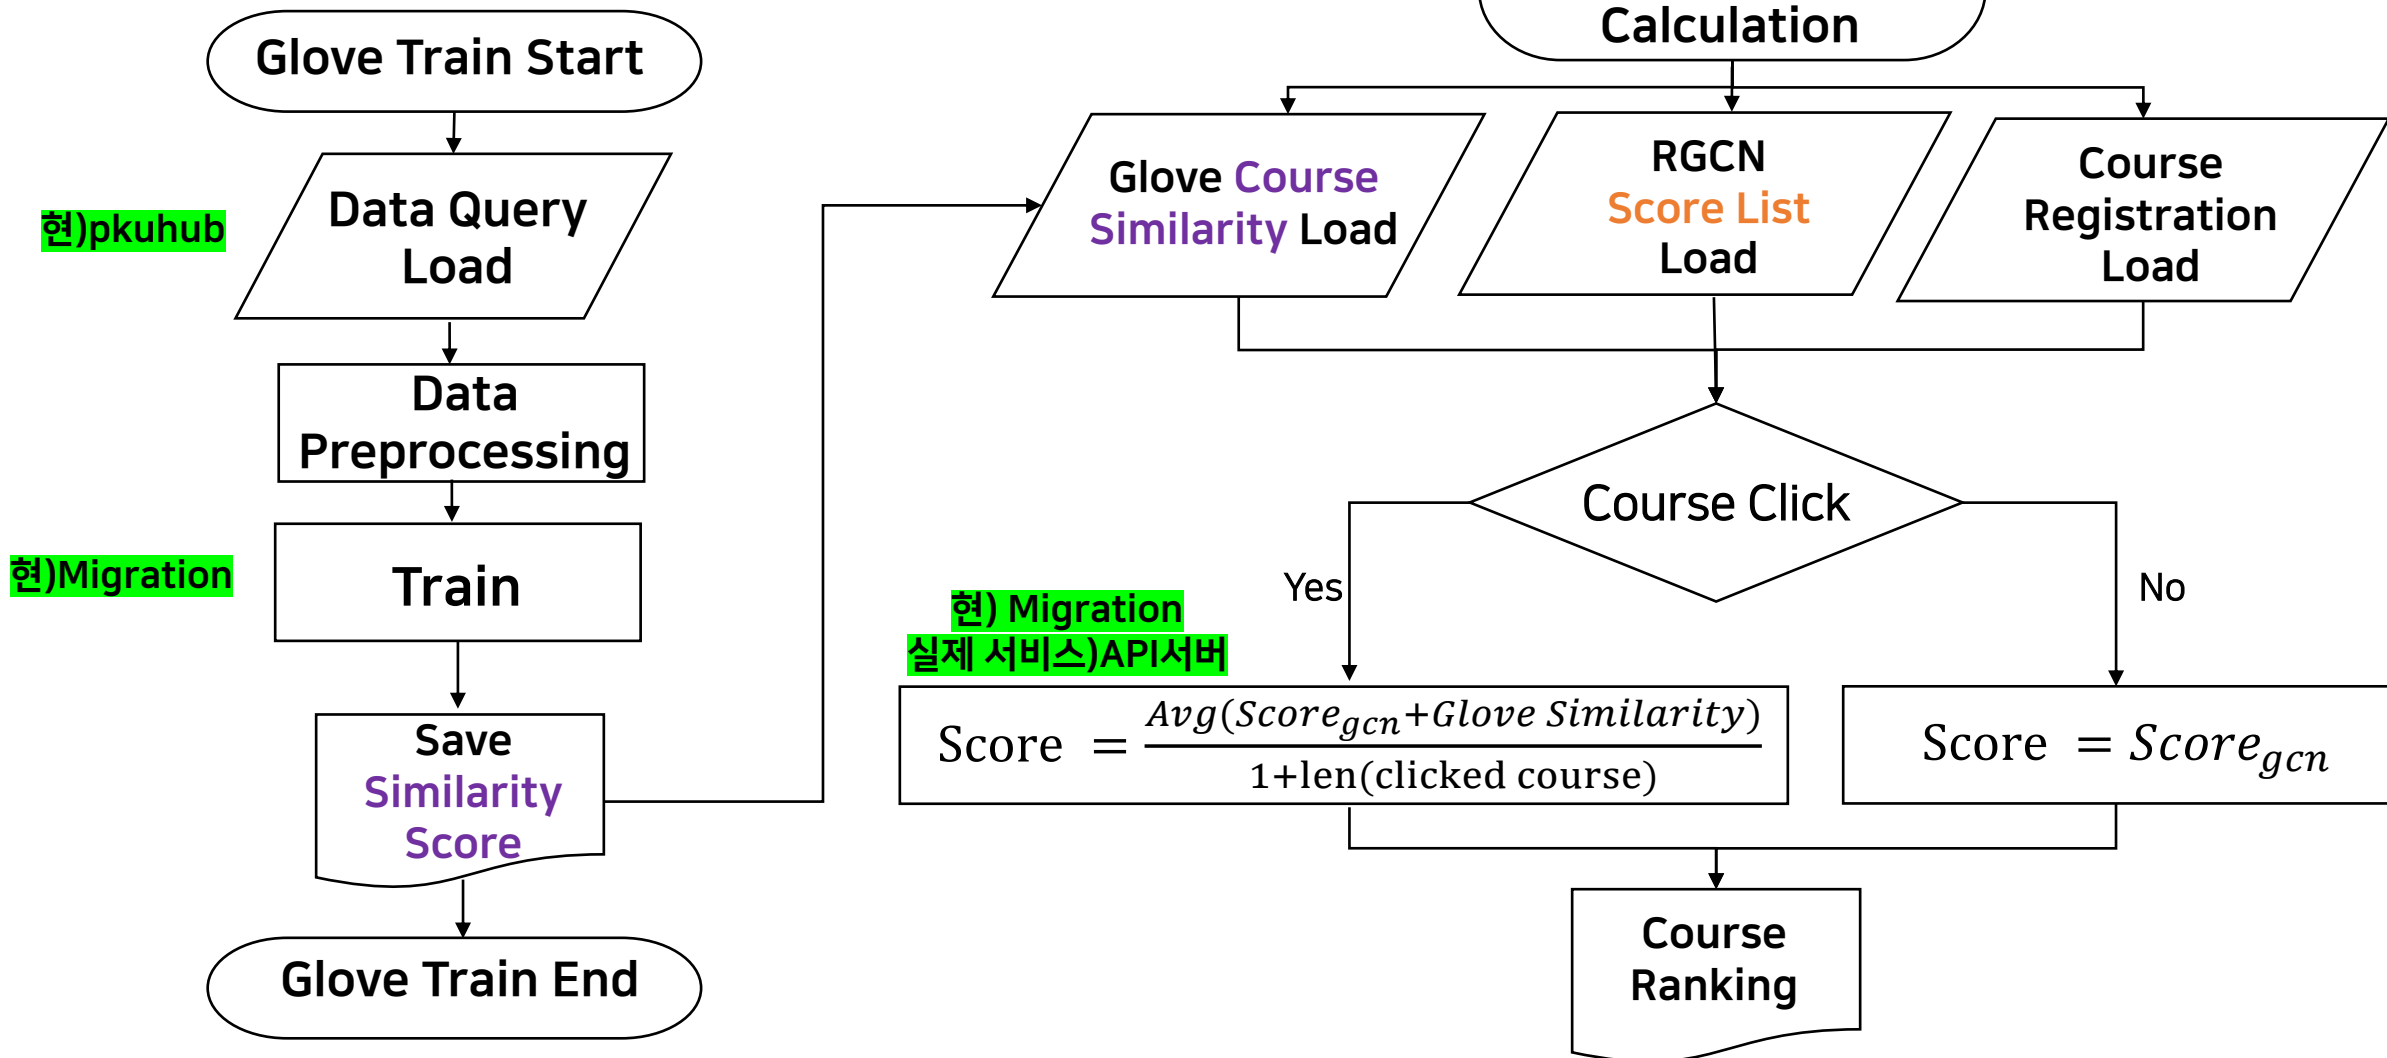 Glove Train Start
현)pkuhub
Data Query
Load
Data
Preprocessing
현)Migration
Train
Save
Similarity
Score
Glove Train End
Calculation
Glove Course
Similarity Load
RGCN
Score List
Load
Course
Registration
Load
Course Click
Yes
No
현) Migration
실제 서비스)API서버
Score = Avg(Score_gcn+Glove Similarity) / 1+len(clicked course)
Score = Score_gcn
Course
Ranking